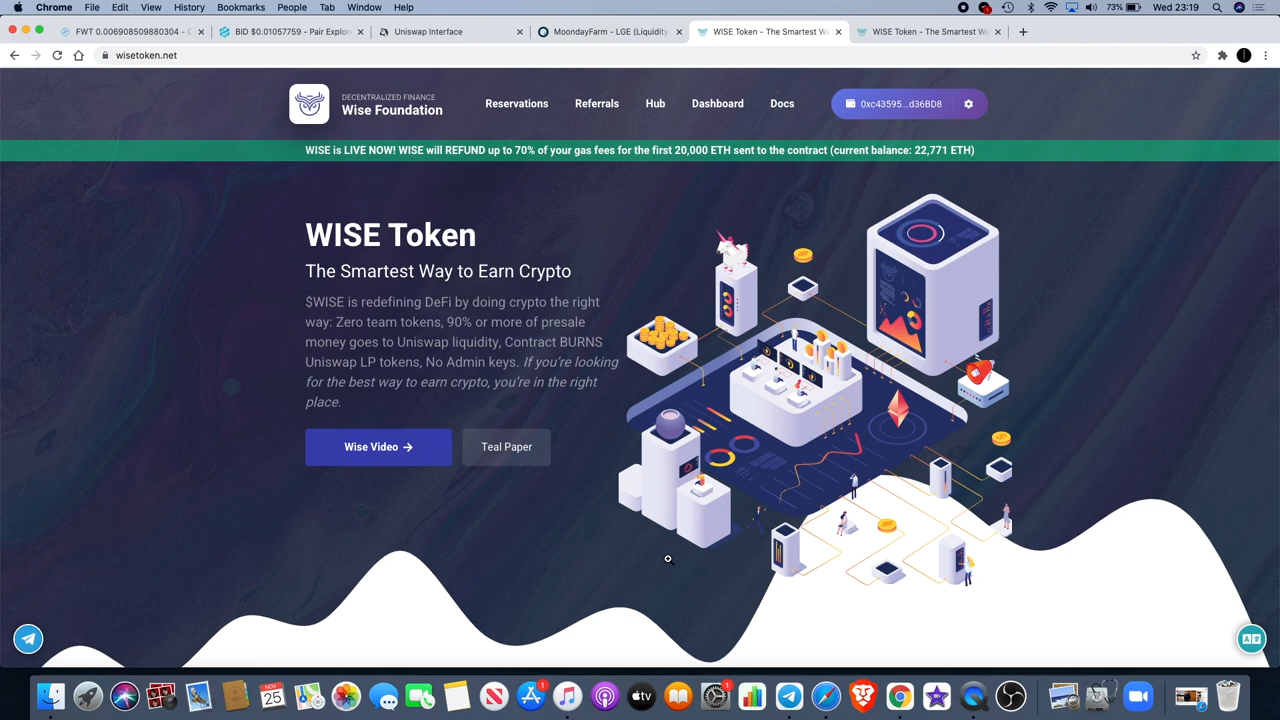 Chrome File Edit View History Bookmarks People Tab Window Help 73% Wed 23:19
FWT 0.006908509880304 - BID $0.01057759 - Pair Explor Uniswap Interface MoondayFarm - LGE (Liquidity WISE Token - The Smartest Wa WISE Token - The Smartest Wa
wisetoken.net
DECENTRALIZED FINANCE
Wise Foundation
Reservations Referrals Hub Dashboard Docs 0xc43595...d36BD8
WISE is LIVE NOW! WISE will REFUND up to 70% of your gas fees for the first 20,000 ETH sent to the contract (current balance: 22,771 ETH)
WISE Token
The Smartest Way to Earn Crypto
$WISE is redefining DeFi by doing crypto the right
way: Zero team tokens, 90% or more of presale
money goes to Uniswap liquidity, Contract BURNS
Uniswap LP tokens, No Admin keys. If you're looking
for the best way to earn crypto, you're in the right
place.
Wise Video → Teal Paper
NOV
25
tv
1
1